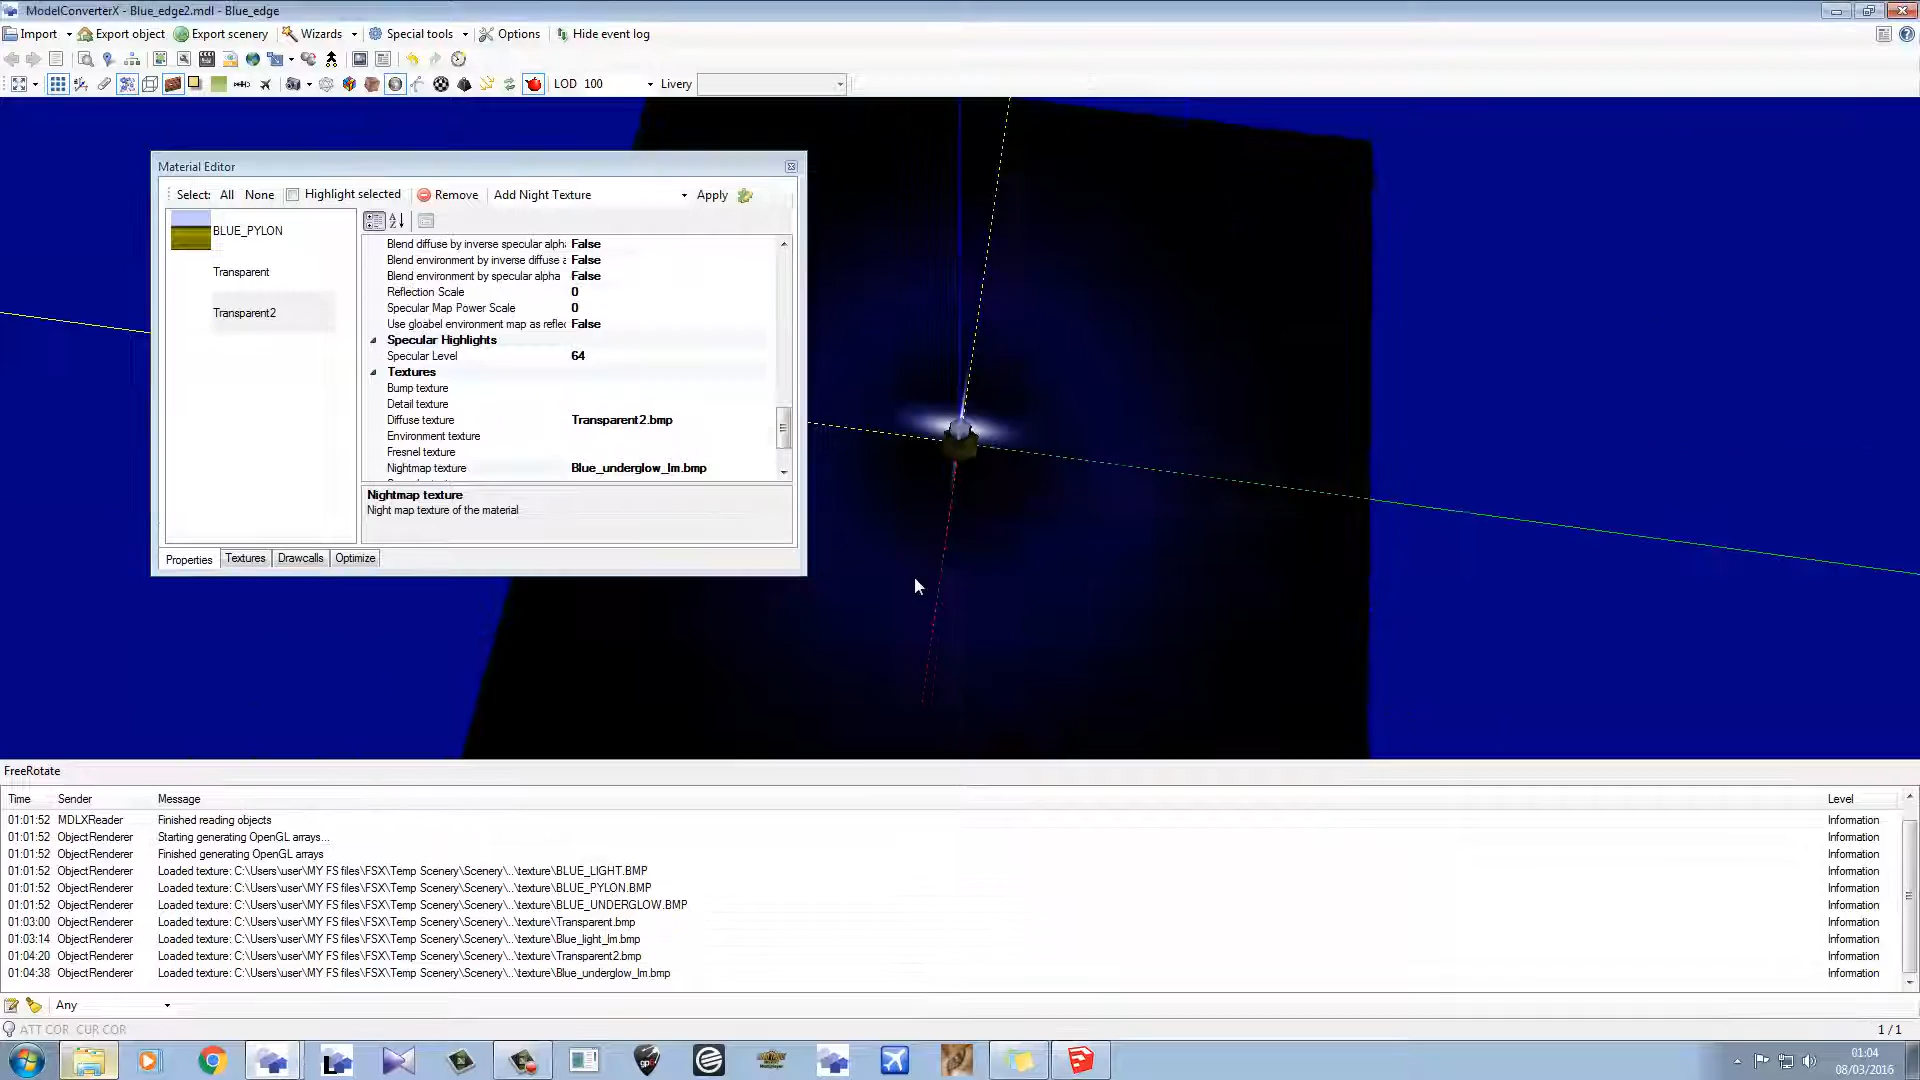 ModelConverterX - Blue_edge2.mdl - Blue_edge
Import Export object Export scenery Wizards Special tools Options Hide event log
LOD 100 Livery
Material Editor
Select: All None Highlight selected Remove Add Night Texture Apply
BLUE_PYLON
Transparent
Transparent2
Blend diffuse by inverse specular alph: False
Blend environment by inverse diffuse a False
Blend environment by specular alpha False
Reflection Scale 0
Specular Map Power Scale 0
Use gloabel environment map as reflec False
Specular Highlights
Specular Level 64
Textures
Bump texture
Detail texture
Diffuse texture Transparent2.bmp
Environment texture
Fresnel texture
Nightmap texture Blue_underglow_lm.bmp
Nightmap texture
Night map texture of the material
Properties Textures Drawcalls Optimize
FreeRotate
Time Sender Message Level
01:01:52 MDLXReader Finished reading objects Information
01:01:52 ObjectRenderer Starting generating OpenGL arrays... Information
01:01:52 ObjectRenderer Finished generating OpenGL arrays Information
01:01:52 ObjectRenderer Loaded texture: C:\Users\user\MY FS files\FSX\Temp Scenery\Scenery\..\texture\BLUE_LIGHT.BMP Information
01:01:52 ObjectRenderer Loaded texture: C:\Users\user\MY FS files\FSX\Temp Scenery\Scenery\..\texture\BLUE_PYLON.BMP Information
01:01:52 ObjectRenderer Loaded texture: C:\Users\user\MY FS files\FSX\Temp Scenery\Scenery\..\texture\BLUE_UNDERGLOW.BMP Information
01:03:00 ObjectRenderer Loaded texture: C:\Users\user\MY FS files\FSX\Temp Scenery\Scenery\..\texture\Transparent.bmp Information
01:03:14 ObjectRenderer Loaded texture: C:\Users\user\MY FS files\FSX\Temp Scenery\Scenery\..\texture\Blue_light_lm.bmp Information
01:04:20 ObjectRenderer Loaded texture: C:\Users\user\MY FS files\FSX\Temp Scenery\Scenery\..\texture\Transparent2.bmp Information
01:04:38 ObjectRenderer Loaded texture: C:\Users\user\MY FS files\FSX\Temp Scenery\Scenery\..\texture\Blue_underglow_lm.bmp Information
Any
ATT COR CUR COR 1 / 1
01:04
08/03/2016